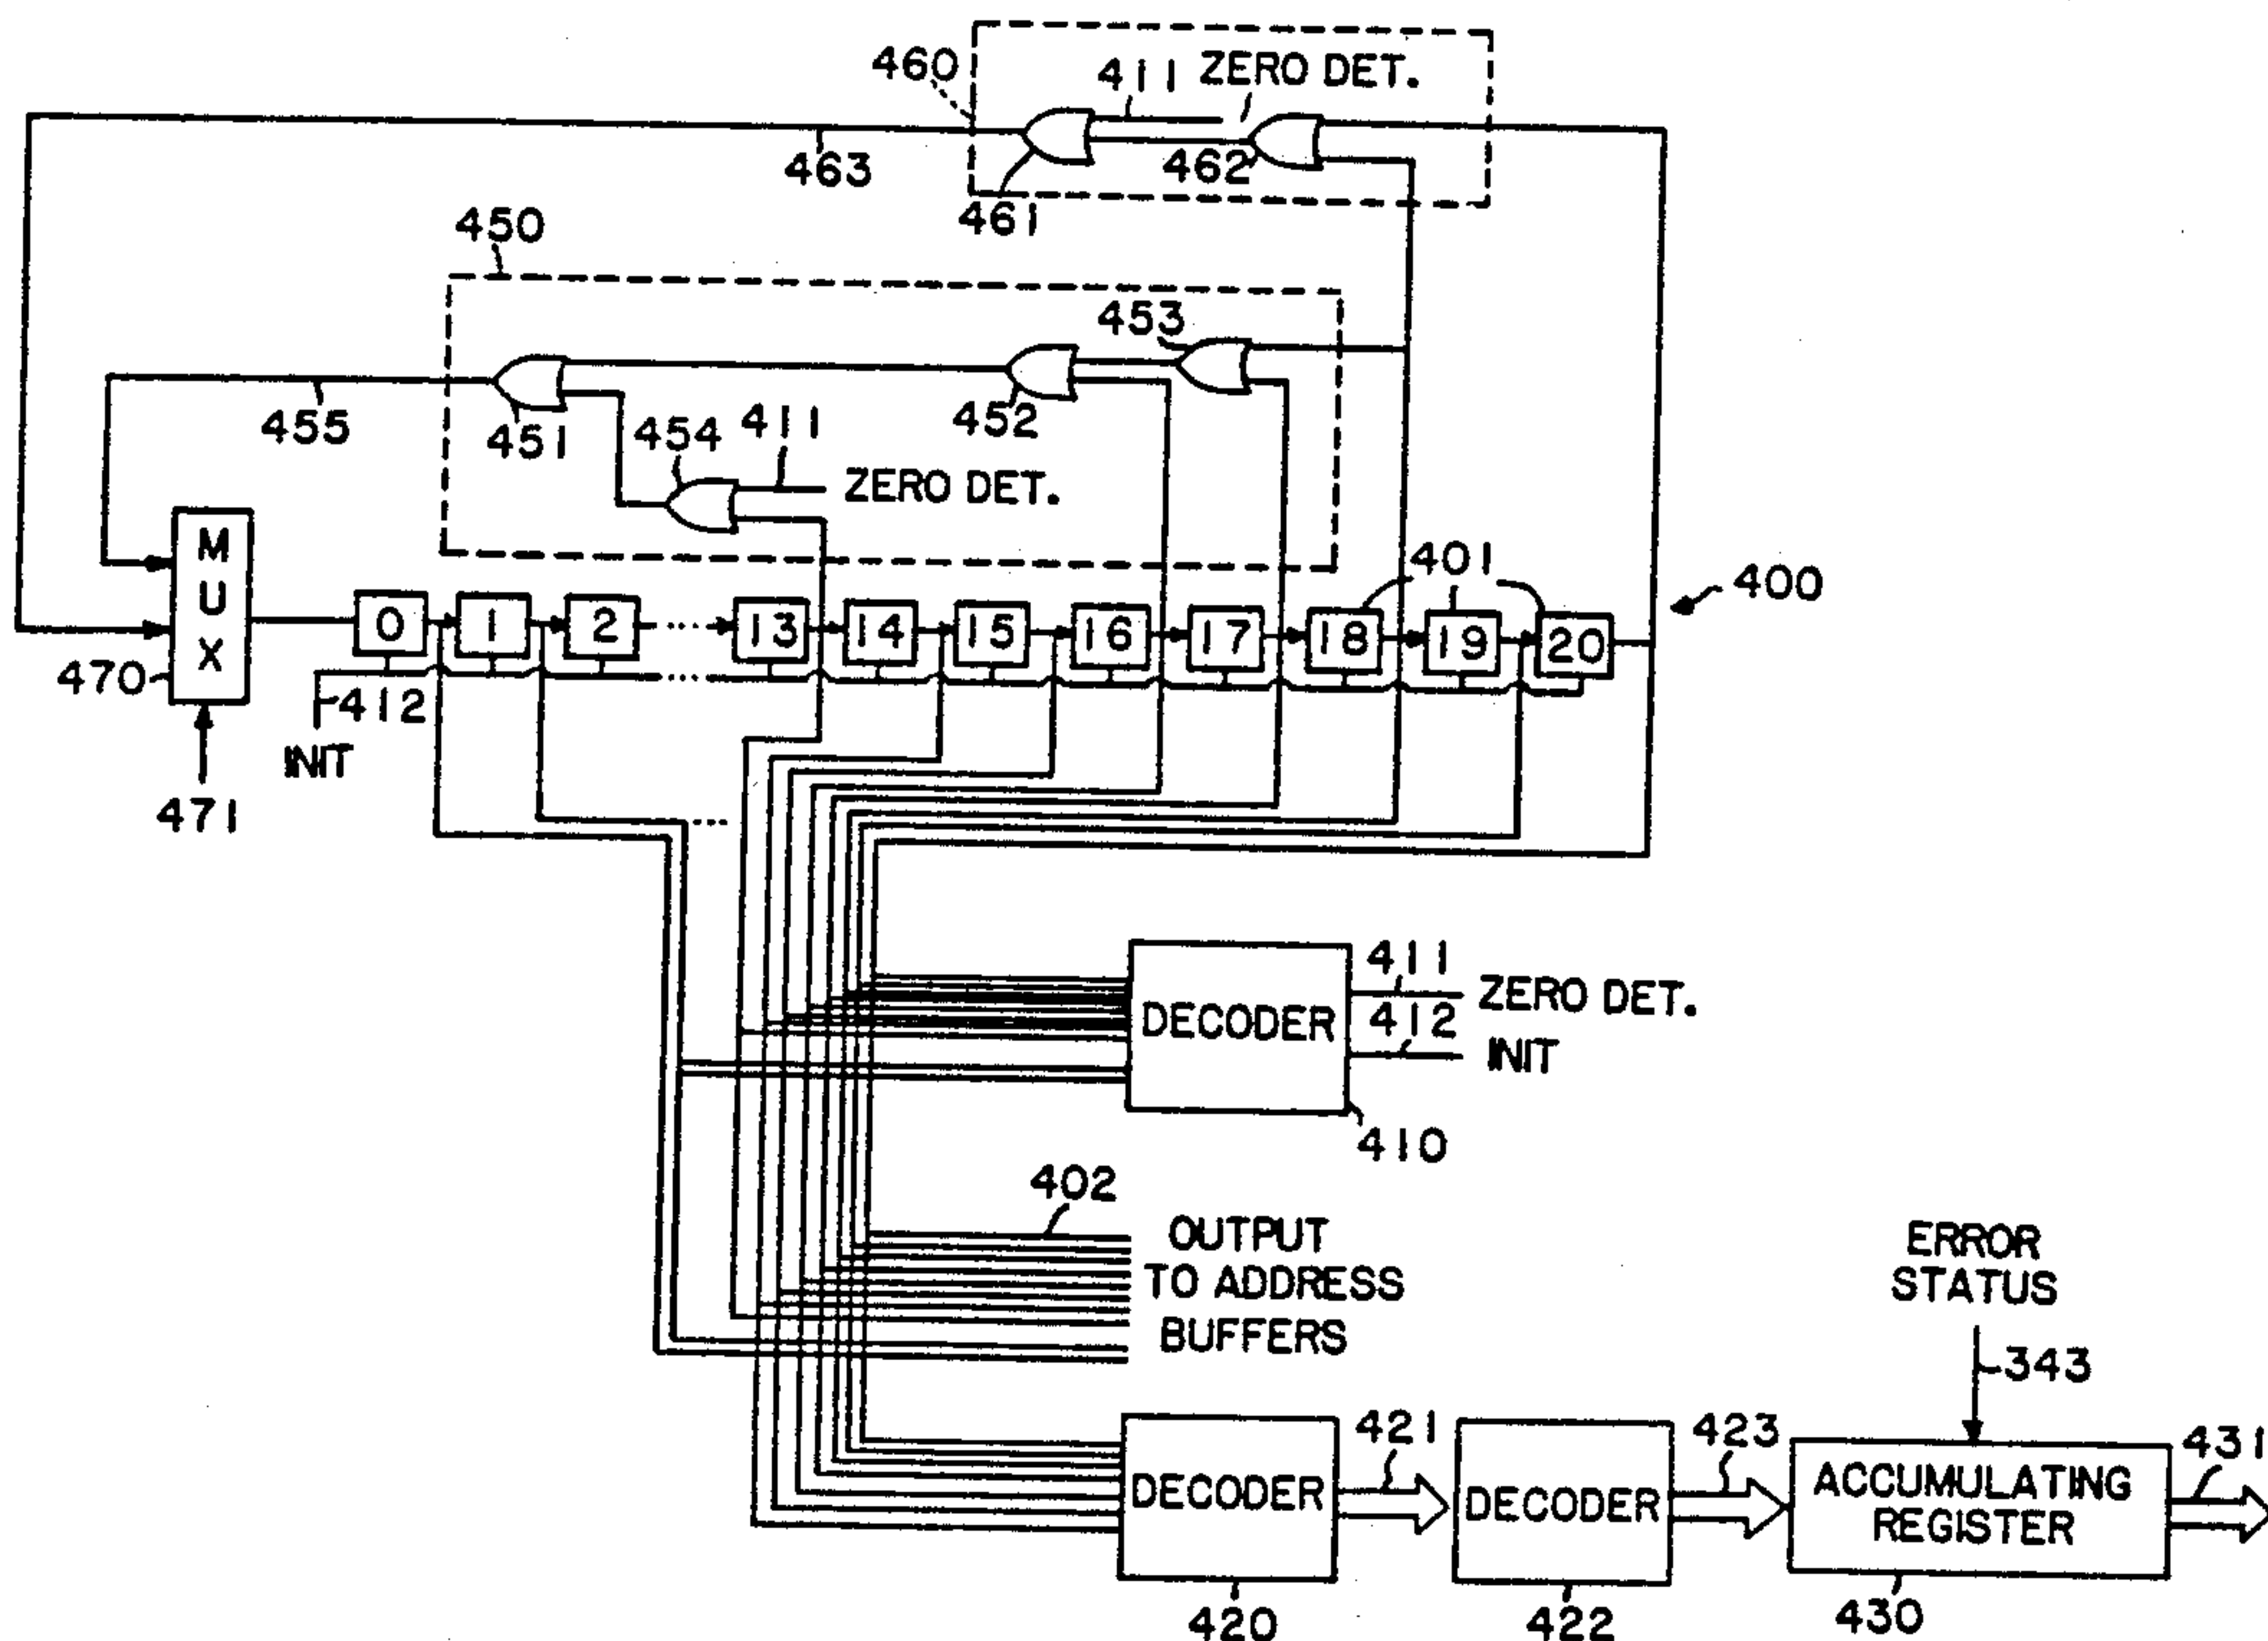 460
411 ZERO DET.
463
462
461
450
453
455
451
454
411
452
ZERO DET.
MUX
0
1
2
...
13
14
15
16
17
18
19
20
401
400
470
412
INIT
471
...
...
DECODER
411
ZERO DET.
412
INIT
410
402
OUTPUT
TO ADDRESS
BUFFERS
ERROR
STATUS
343
DECODER
421
DECODER
423
ACCUMULATING
REGISTER
431
420
422
430